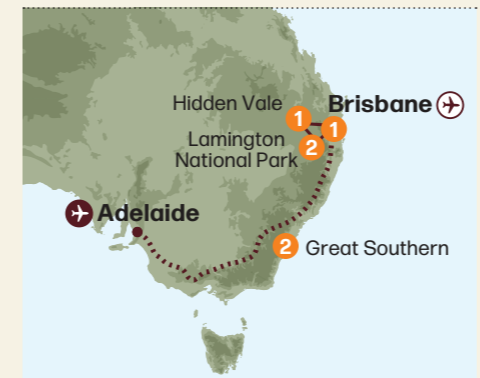 Hidden Vale
Brisbane
1
1
Lamington
National Park
2
Adelaide
2
Great Southern